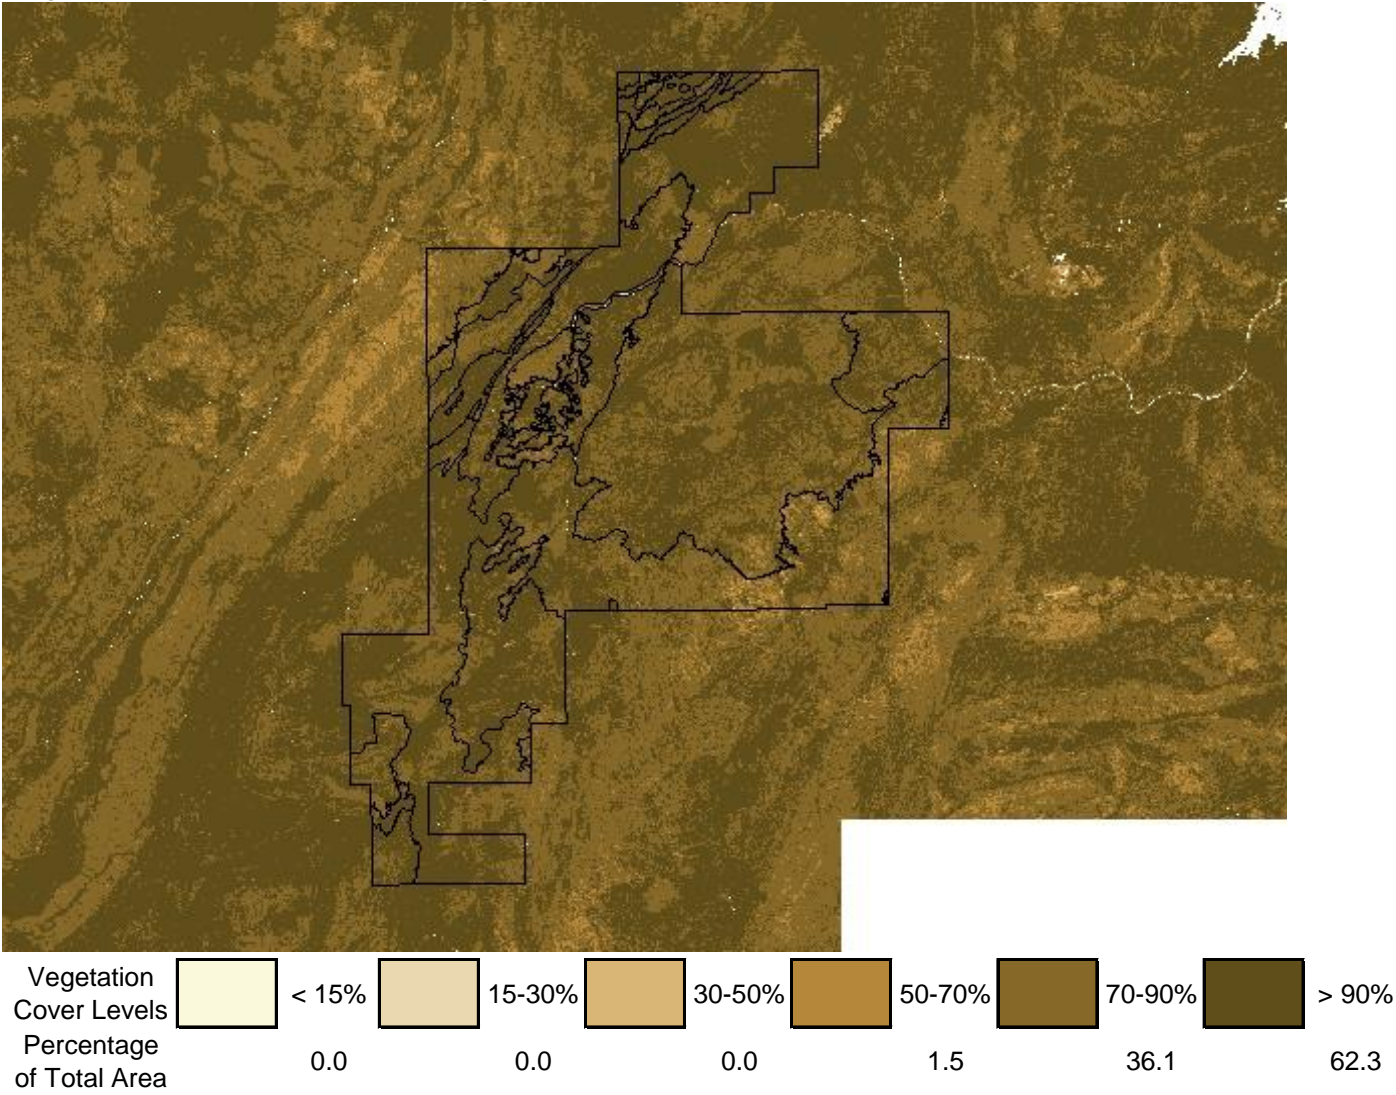 Vegetation
Cover Levels
< 15% 15-30% 30-50% 50-70% 70-90% > 90%
Percentage
of Total Area
0.0 0.0 0.0 1.5 36.1 62.3